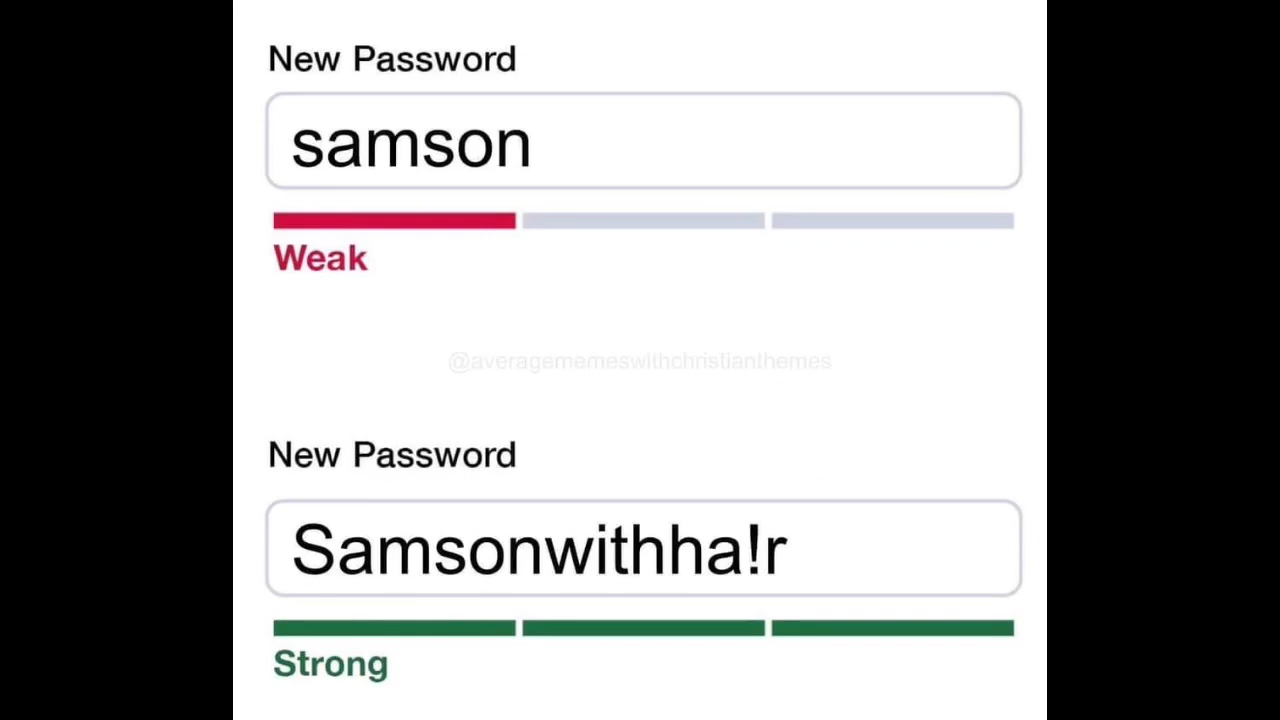 New Password
samson
Weak
@averagememeswithchristianthemes
New Password
Samsonwithha!r
Strong